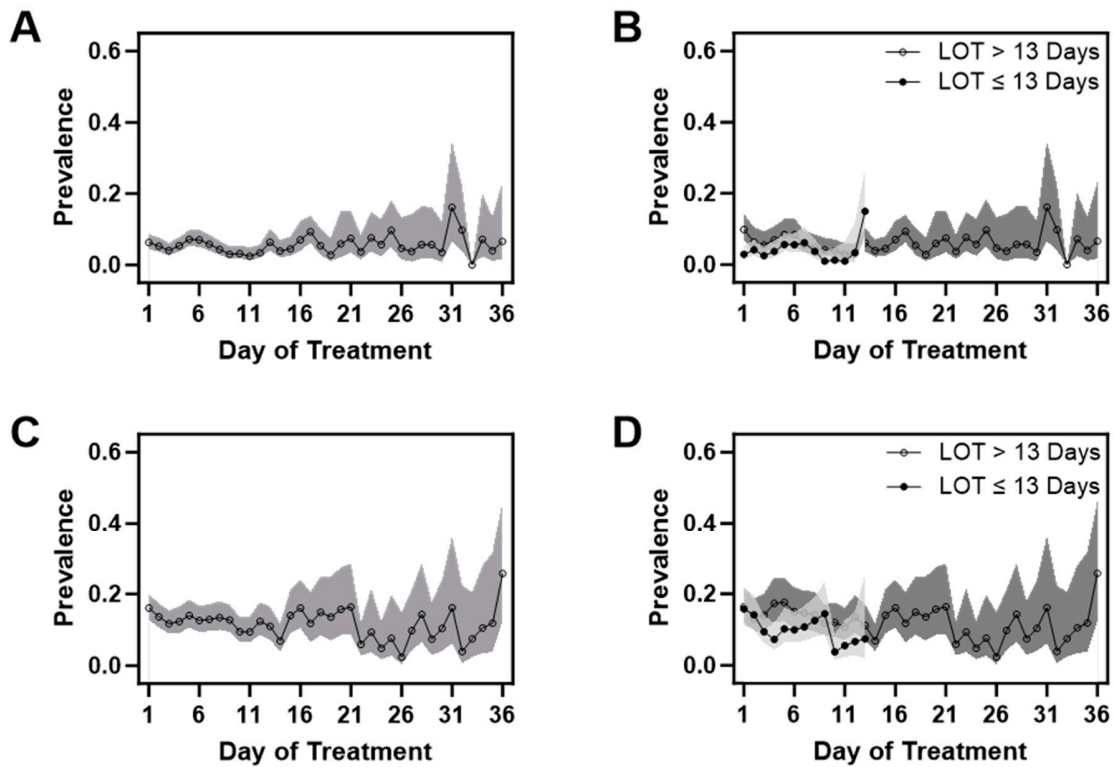 A
Prevalence
0.6
0.4
0.2
0.0
1 6 11 16 21 26 31 36
Day of Treatment
B
Prevalence
0.6
0.4
0.2
0.0
LOT > 13 Days
LOT ≤ 13 Days
1 6 11 16 21 26 31 36
Day of Treatment
C
Prevalence
0.6
0.4
0.2
0.0
1 6 11 16 21 26 31 36
Day of Treatment
D
Prevalence
0.6
0.4
0.2
0.0
LOT > 13 Days
LOT ≤ 13 Days
1 6 11 16 21 26 31 36
Day of Treatment